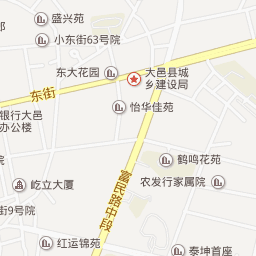 盛兴苑
小东街63号院
东大花园
大邑县城
乡建设局
东街
怡华佳苑
银行大邑
办公楼
鹤鸣花苑
屹立大厦
富民路中段
农发行家属院
街9号院
红运锦苑
泰坤首座